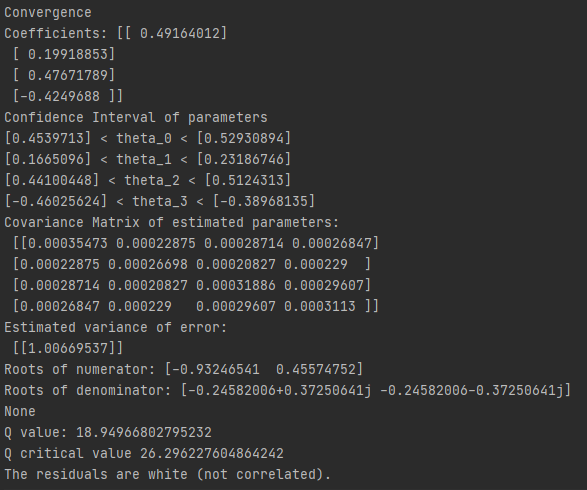 Convergence
Coefficients: [[ 0.49164012]
 [ 0.19918853]
 [ 0.47671789]
 [-0.4249688 ]]
Confidence Interval of parameters
[0.4539713] < theta_0 < [0.52930894]
[0.1665096] < theta_1 < [0.23186746]
[0.44100448] < theta_2 < [0.5124313]
[-0.46025624] < theta_3 < [-0.38968135]
Covariance Matrix of estimated parameters:
 [[0.00035473 0.00022875 0.00028714 0.00026847]
 [0.00022875 0.00026698 0.00020827 0.000229  ]
 [0.00028714 0.00020827 0.00031886 0.00029607]
 [0.00026847 0.000229   0.00029607 0.0003113 ]]
Estimated variance of error:
 [[1.00669537]]
Roots of numerator: [-0.93246541  0.45574752]
Roots of denominator: [-0.24582006+0.37250641j -0.24582006-0.37250641j]
None
Q value: 18.94966802795232
Q critical value 26.296227604864242
The residuals are white (not correlated).